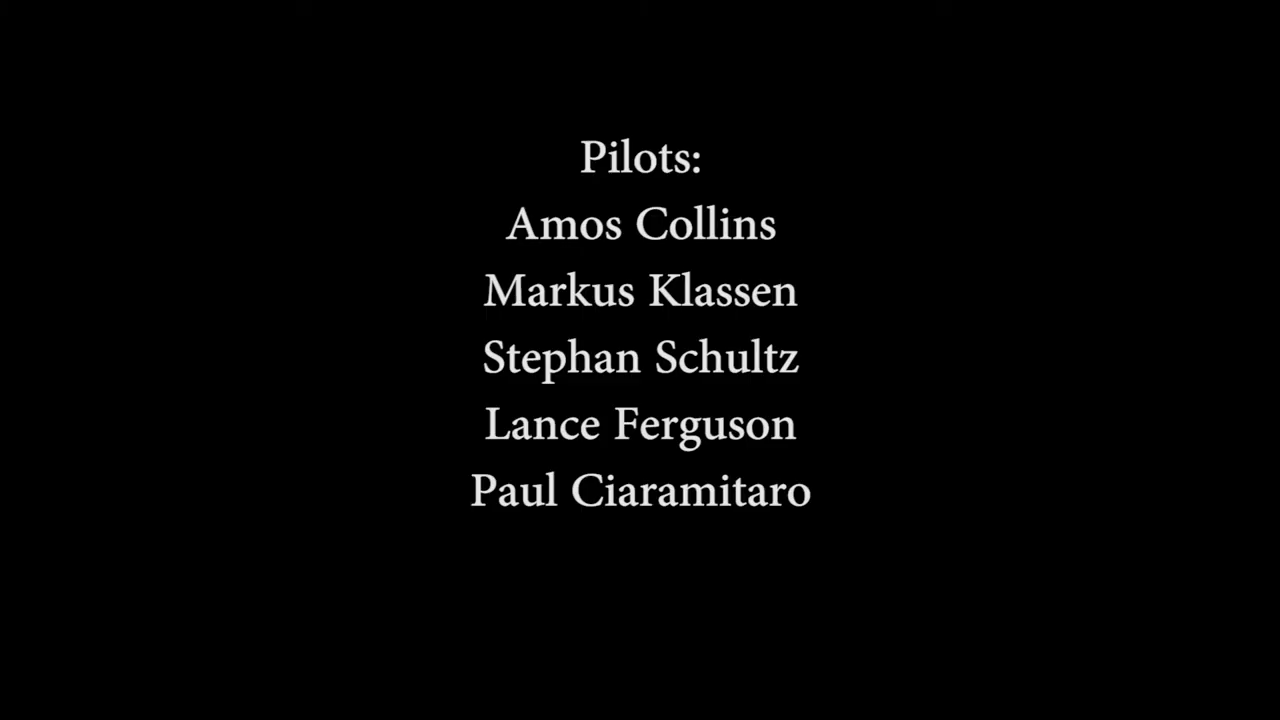 Pilots:
Amos Collins
Markus Klassen
Stephan Schultz
Lance Ferguson
Paul Ciaramitaro